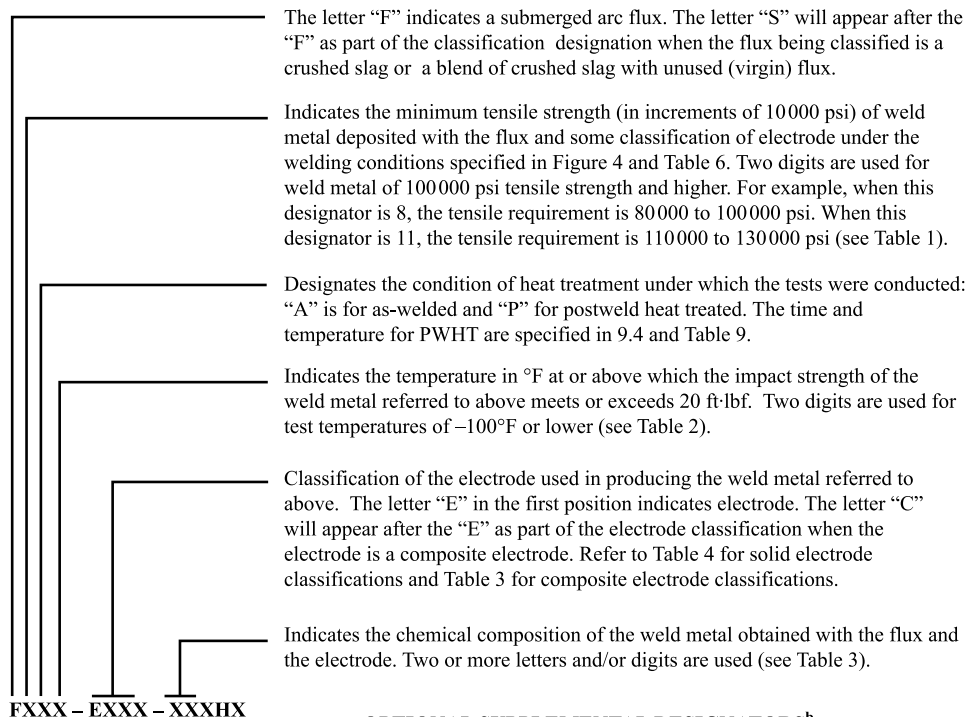 The letter “F” indicates a submerged arc flux. The letter “S” will appear after the
“F” as part of the classification designation when the flux being classified is a
crushed slag or a blend of crushed slag with unused (virgin) flux.
Indicates the minimum tensile strength (in increments of 10 000 psi) of weld
metal deposited with the flux and some classification of electrode under the
welding conditions specified in Figure 4 and Table 6. Two digits are used for
weld metal of 100 000 psi tensile strength and higher. For example, when this
designator is 8, the tensile requirement is 80 000 to 100 000 psi. When this
designator is 11, the tensile requirement is 110 000 to 130 000 psi (see Table 1).
Designates the condition of heat treatment under which the tests were conducted:
“A” is for as-welded and “P” for postweld heat treated. The time and
temperature for PWHT are specified in 9.4 and Table 9.
Indicates the temperature in °F at or above which the impact strength of the
weld metal referred to above meets or exceeds 20 ft·lbf. Two digits are used for
test temperatures of –100°F or lower (see Table 2).
Classification of the electrode used in producing the weld metal referred to
above. The letter “E” in the first position indicates electrode. The letter “C”
will appear after the “E” as part of the electrode classification when the
electrode is a composite electrode. Refer to Table 4 for solid electrode
classifications and Table 3 for composite electrode classifications.
Indicates the chemical composition of the weld metal obtained with the flux and
the electrode. Two or more letters and/or digits are used (see Table 3).
FXXX – EXXX – XXXHX